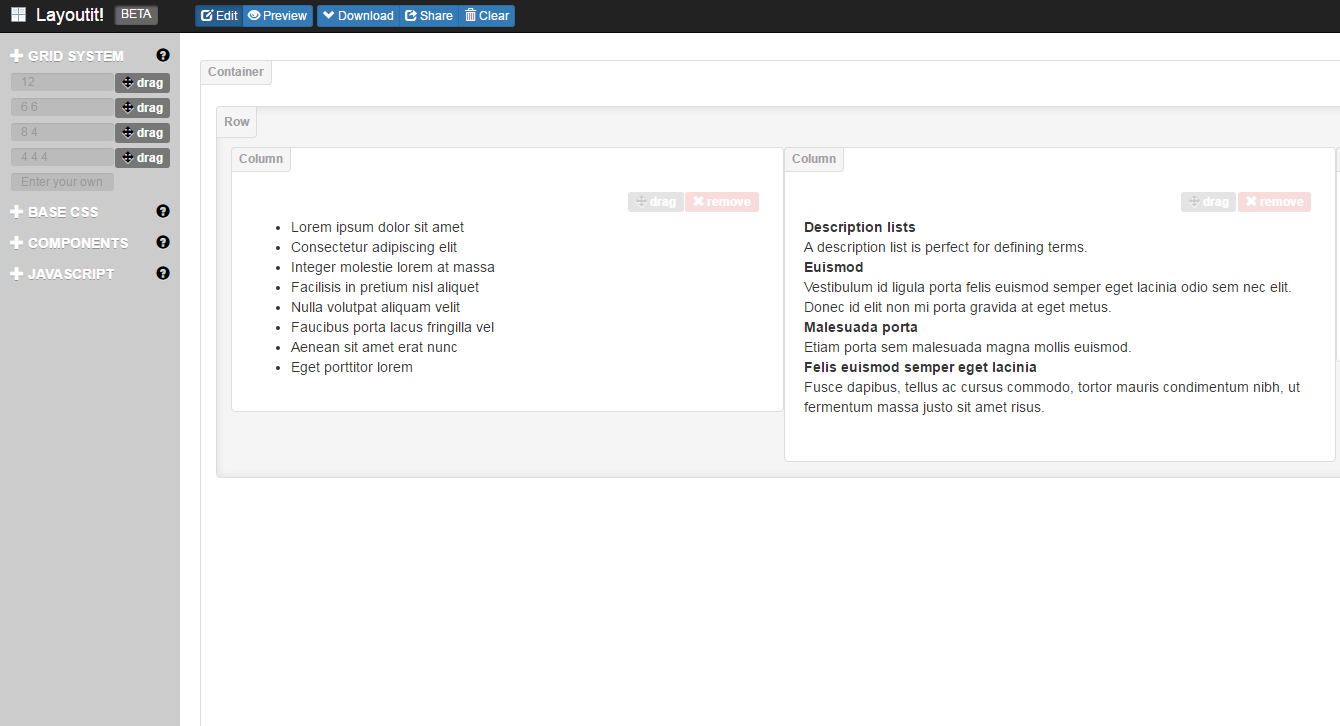 Layoutit! BETA Edit Preview Download Share Clear
GRID SYSTEM
12 drag
6 6 drag
8 4 drag
4 4 4 drag
Enter your own
BASE CSS
COMPONENTS
JAVASCRIPT
Container
Row
Column
drag remove
Lorem ipsum dolor sit amet
Consectetur adipiscing elit
Integer molestie lorem at massa
Facilisis in pretium nisl aliquet
Nulla volutpat aliquam velit
Faucibus porta lacus fringilla vel
Aenean sit amet erat nunc
Eget porttitor lorem
Column
drag remove
Description lists
A description list is perfect for defining terms.
Euismod
Vestibulum id ligula porta felis euismod semper eget lacinia odio sem nec elit.
Donec id elit non mi porta gravida at eget metus.
Malesuada porta
Etiam porta sem malesuada magna mollis euismod.
Felis euismod semper eget lacinia
Fusce dapibus, tellus ac cursus commodo, tortor mauris condimentum nibh, ut
fermentum massa justo sit amet risus.